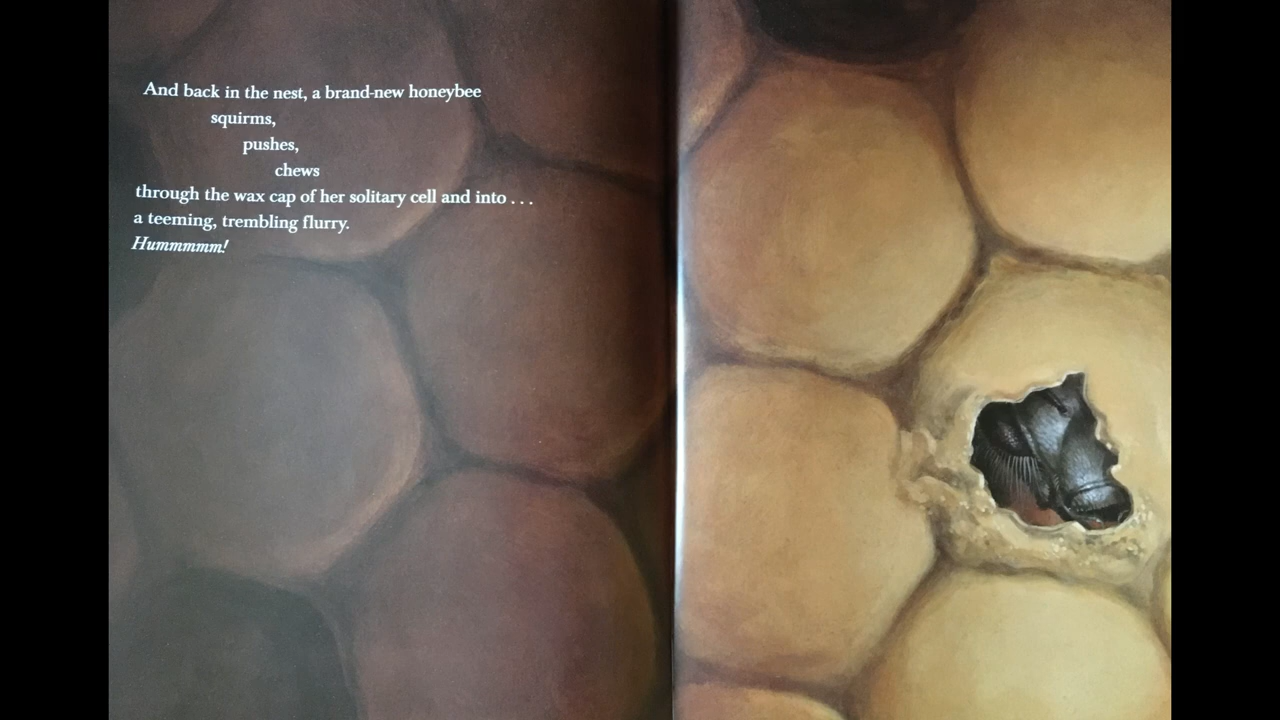 And back in the nest, a brand-new honeybee
squirms,
pushes,
chews
through the wax cap of her solitary cell and into . . .
a teeming, trembling flurry.
Hummmmm!